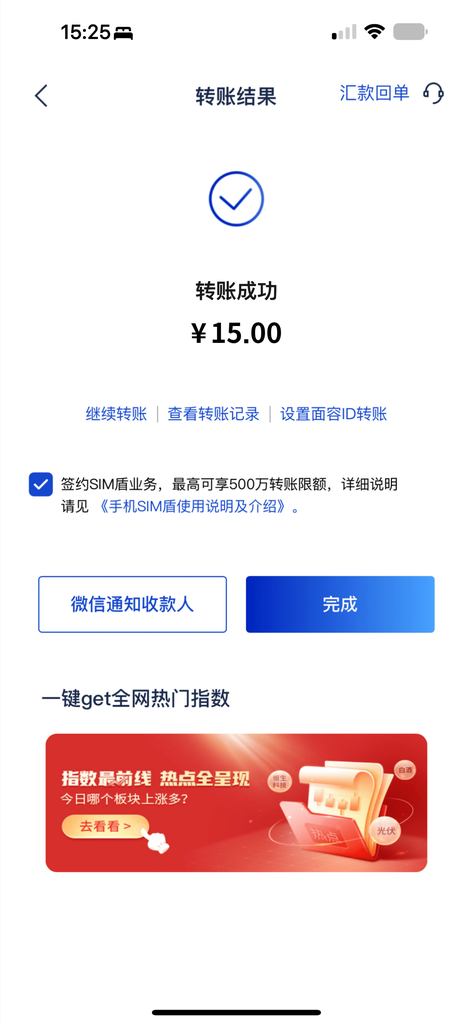 15:25
转账结果
汇款回单
转账成功
¥15.00
继续转账 | 查看转账记录 | 设置面容ID转账
签约SIM盾业务，最高可享500万转账限额，详细说明
请见 《手机SIM盾使用说明及介绍》。
微信通知收款人
完成
一键get全网热门指数
指数最前线 热点全呈现
今日哪个板块上涨多?
去看看 >
恒生
科技
白酒
热点
光伏